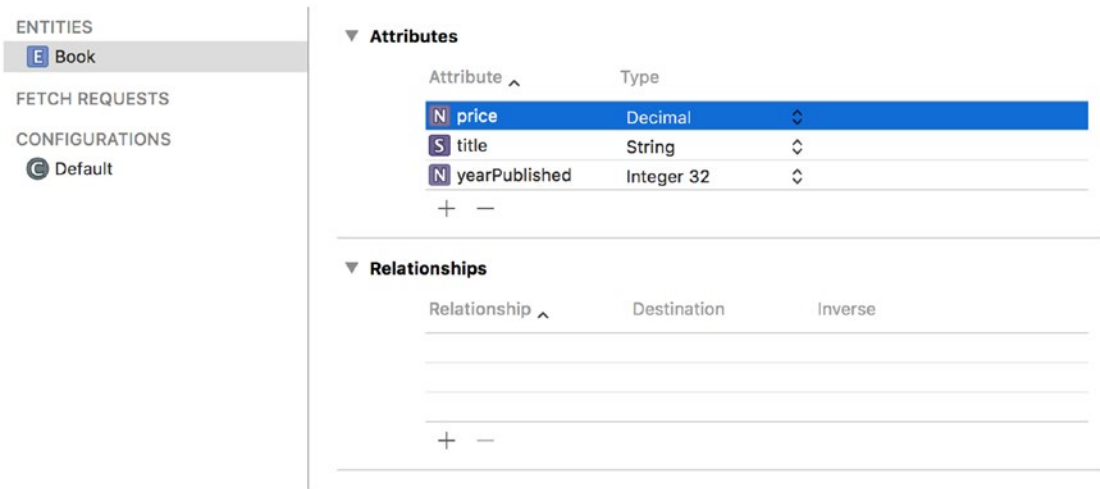 ENTITIES
E Book
FETCH REQUESTS
CONFIGURATIONS
C Default
Attributes
Attribute Type
N price Decimal
S title String
N yearPublished Integer 32
+ −
Relationships
Relationship Destination Inverse
+ −